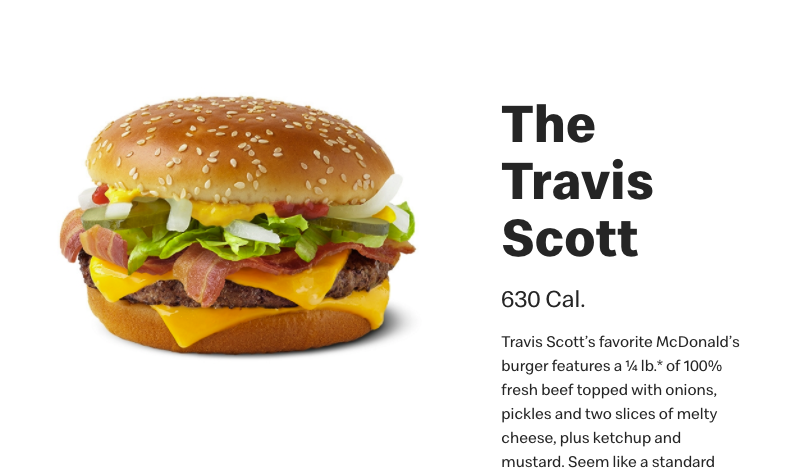 The
Travis
Scott
630 Cal.
Travis Scott’s favorite McDonald’s
burger features a ¼ lb.* of 100%
fresh beef topped with onions,
pickles and two slices of melty
cheese, plus ketchup and
mustard. Seem like a standard